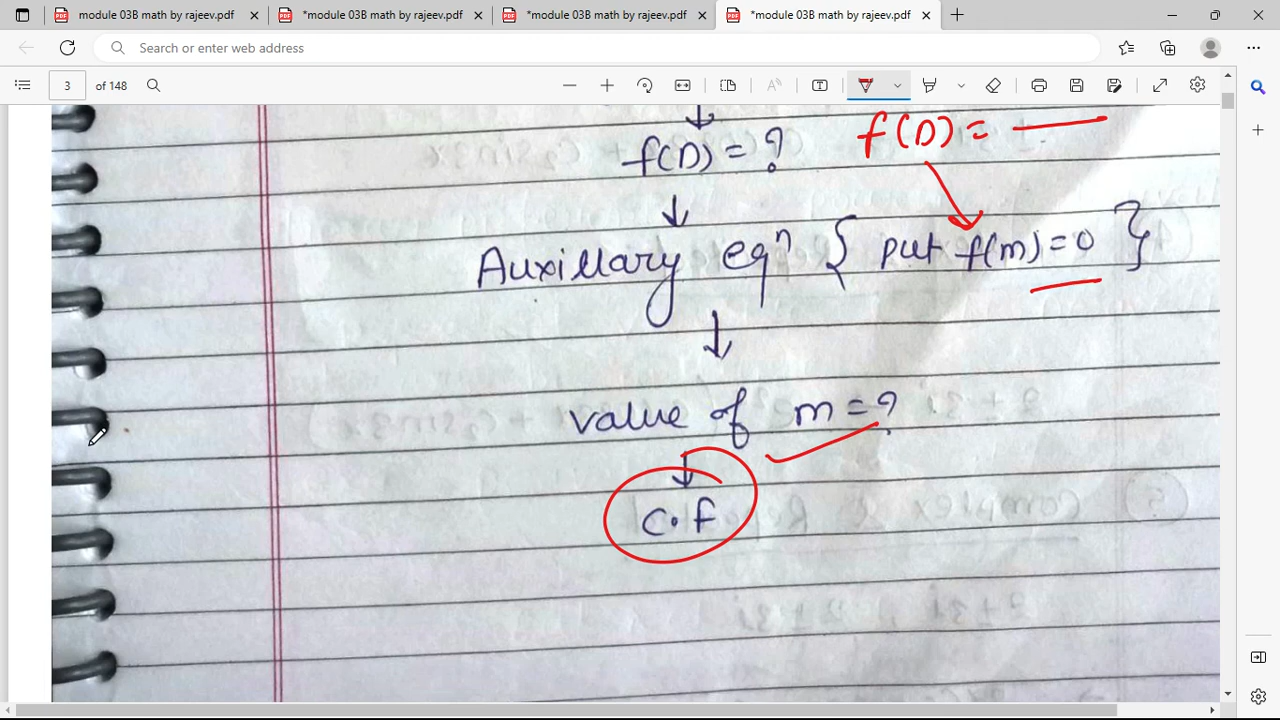 module 03B math by rajeev.pdf
*module 03B math by rajeev.pdf
*module 03B math by rajeev.pdf
*module 03B math by rajeev.pdf
Search or enter web address
3 of 148
f(D) = ? f(D) =
Auxillary eqⁿ { put f(m)=0 }
value of m=?
C.f